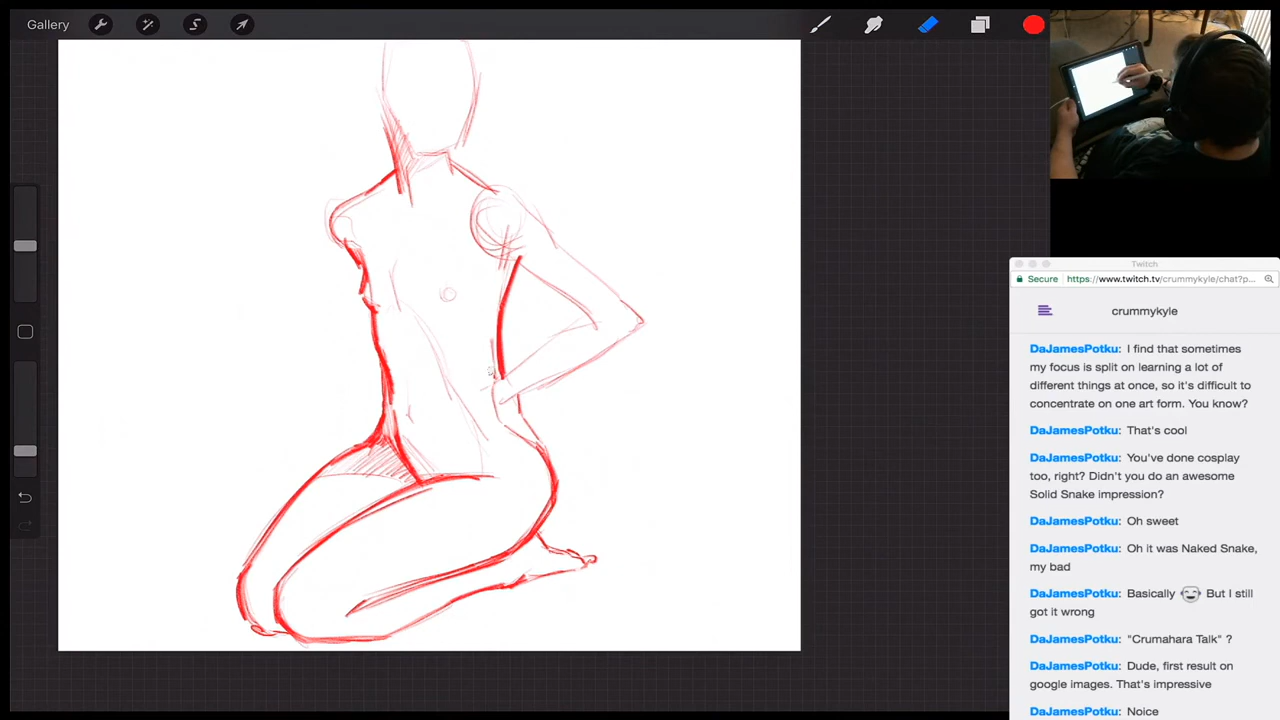 Gallery
Twitch
Secure https://www.twitch.tv/crummykyle/chat?p...
crummykyle
DaJamesPotku: I find that sometimes
my focus is split on learning a lot of
different things at once, so it's difficult to
concentrate on one art form. You know?
DaJamesPotku: That's cool
DaJamesPotku: You've done cosplay
too, right? Didn't you do an awesome
Solid Snake impression?
DaJamesPotku: Oh sweet
DaJamesPotku: Oh it was Naked Snake,
my bad
DaJamesPotku: Basically But I still
got it wrong
DaJamesPotku: "Crumahara Talk" ?
DaJamesPotku: Dude, first result on
google images. That's impressive
DaJamesPotku: Noice